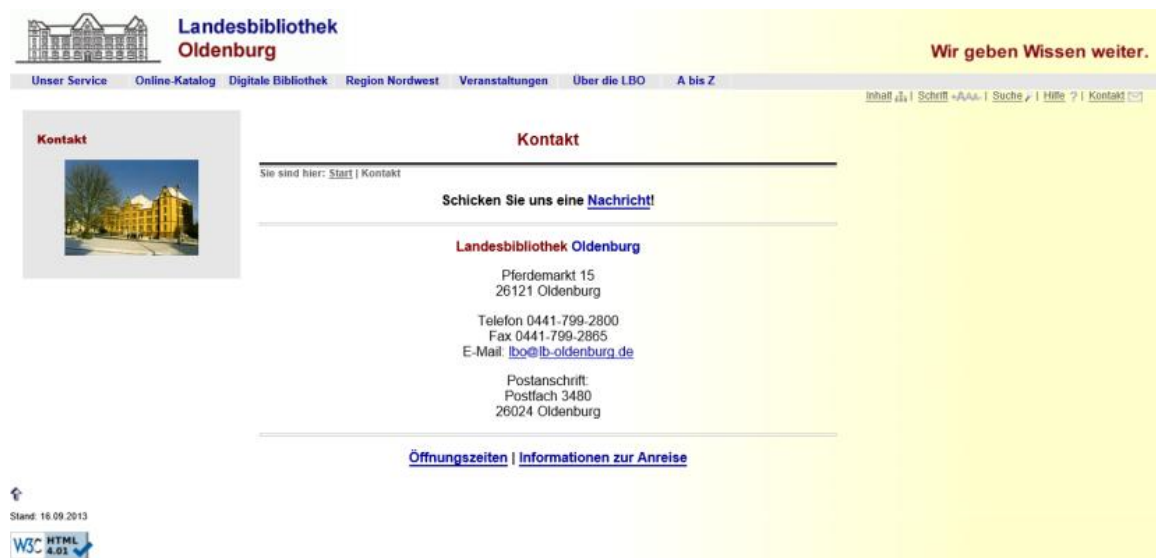 Landesbibliothek
Oldenburg
Wir geben Wissen weiter.
Unser Service Online-Katalog Digitale Bibliothek Region Nordwest Veranstaltungen Über die LBO A bis Z
Inhalt | Schrift AAA | Suche | Hilfe ? | Kontakt
Kontakt
Kontakt
Sie sind hier: Start | Kontakt
Schicken Sie uns eine Nachricht!
Landesbibliothek Oldenburg
Pferdemarkt 15
26121 Oldenburg
Telefon 0441-799-2800
Fax 0441-799-2865
E-Mail: lbo@lb-oldenburg.de
Postanschrift:
Postfach 3480
26024 Oldenburg
Öffnungszeiten | Informationen zur Anreise
Stand: 16.09.2013
W3C HTML
4.01